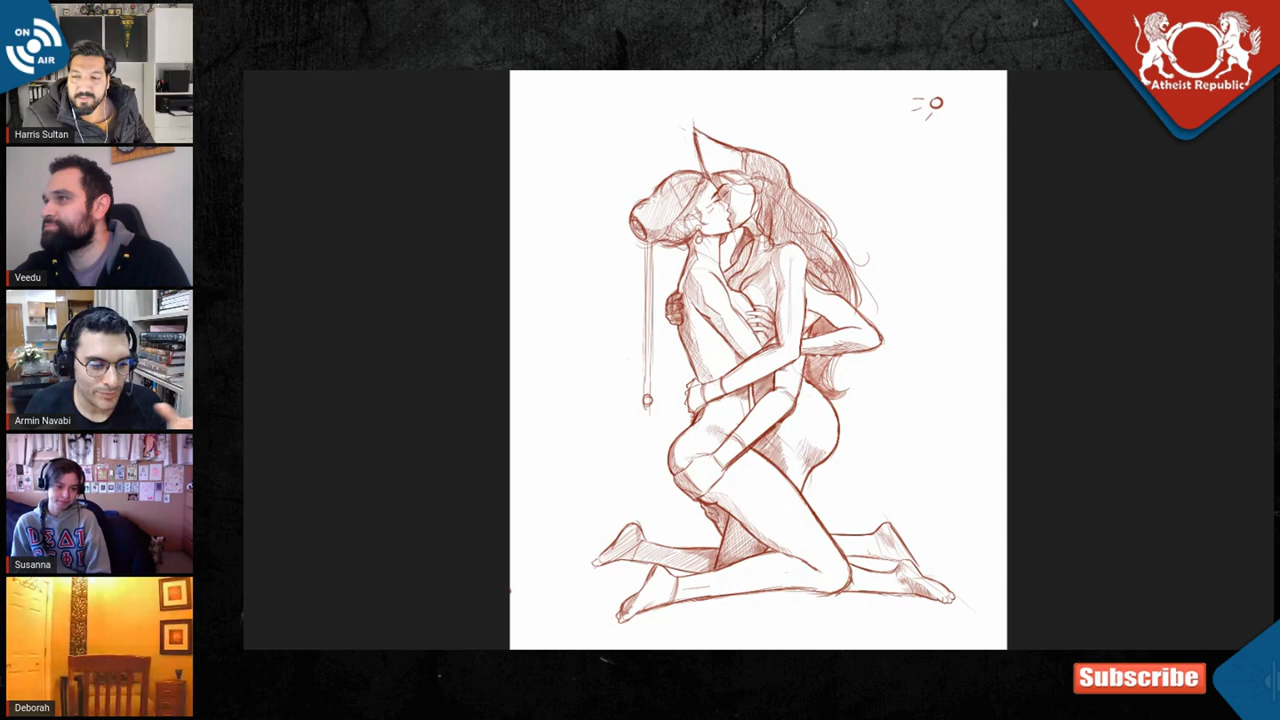 ON
AIR
Harris Sultan
Veedu
Armin Navabi
Susanna
Deborah
Atheist Republic
Subscribe